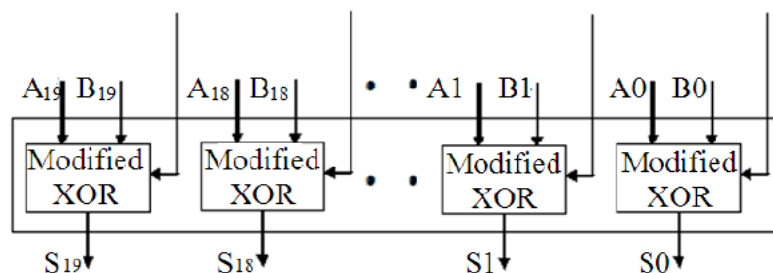 A19 B19 A18 B18 A1 B1 A0 B0
Modified XOR
Modified XOR
Modified XOR
Modified XOR
S19 S18 S1 S0